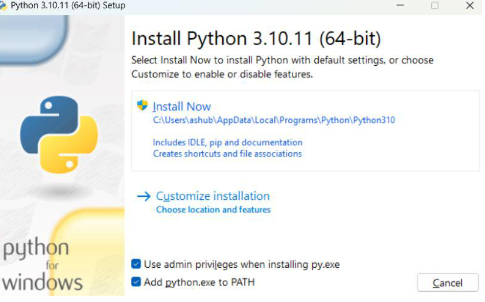 Python 3.10.11 (64-bit) Setup
Install Python 3.10.11 (64-bit)
Select Install Now to install Python with default settings, or choose
Customize to enable or disable features.
Install Now
C:\Users\ashub\AppData\Local\Programs\Python\Python310
Includes IDLE, pip and documentation
Creates shortcuts and file associations
Customize installation
Choose location and features
python
for
windows
Use admin privileges when installing py.exe
Add python.exe to PATH
Cancel